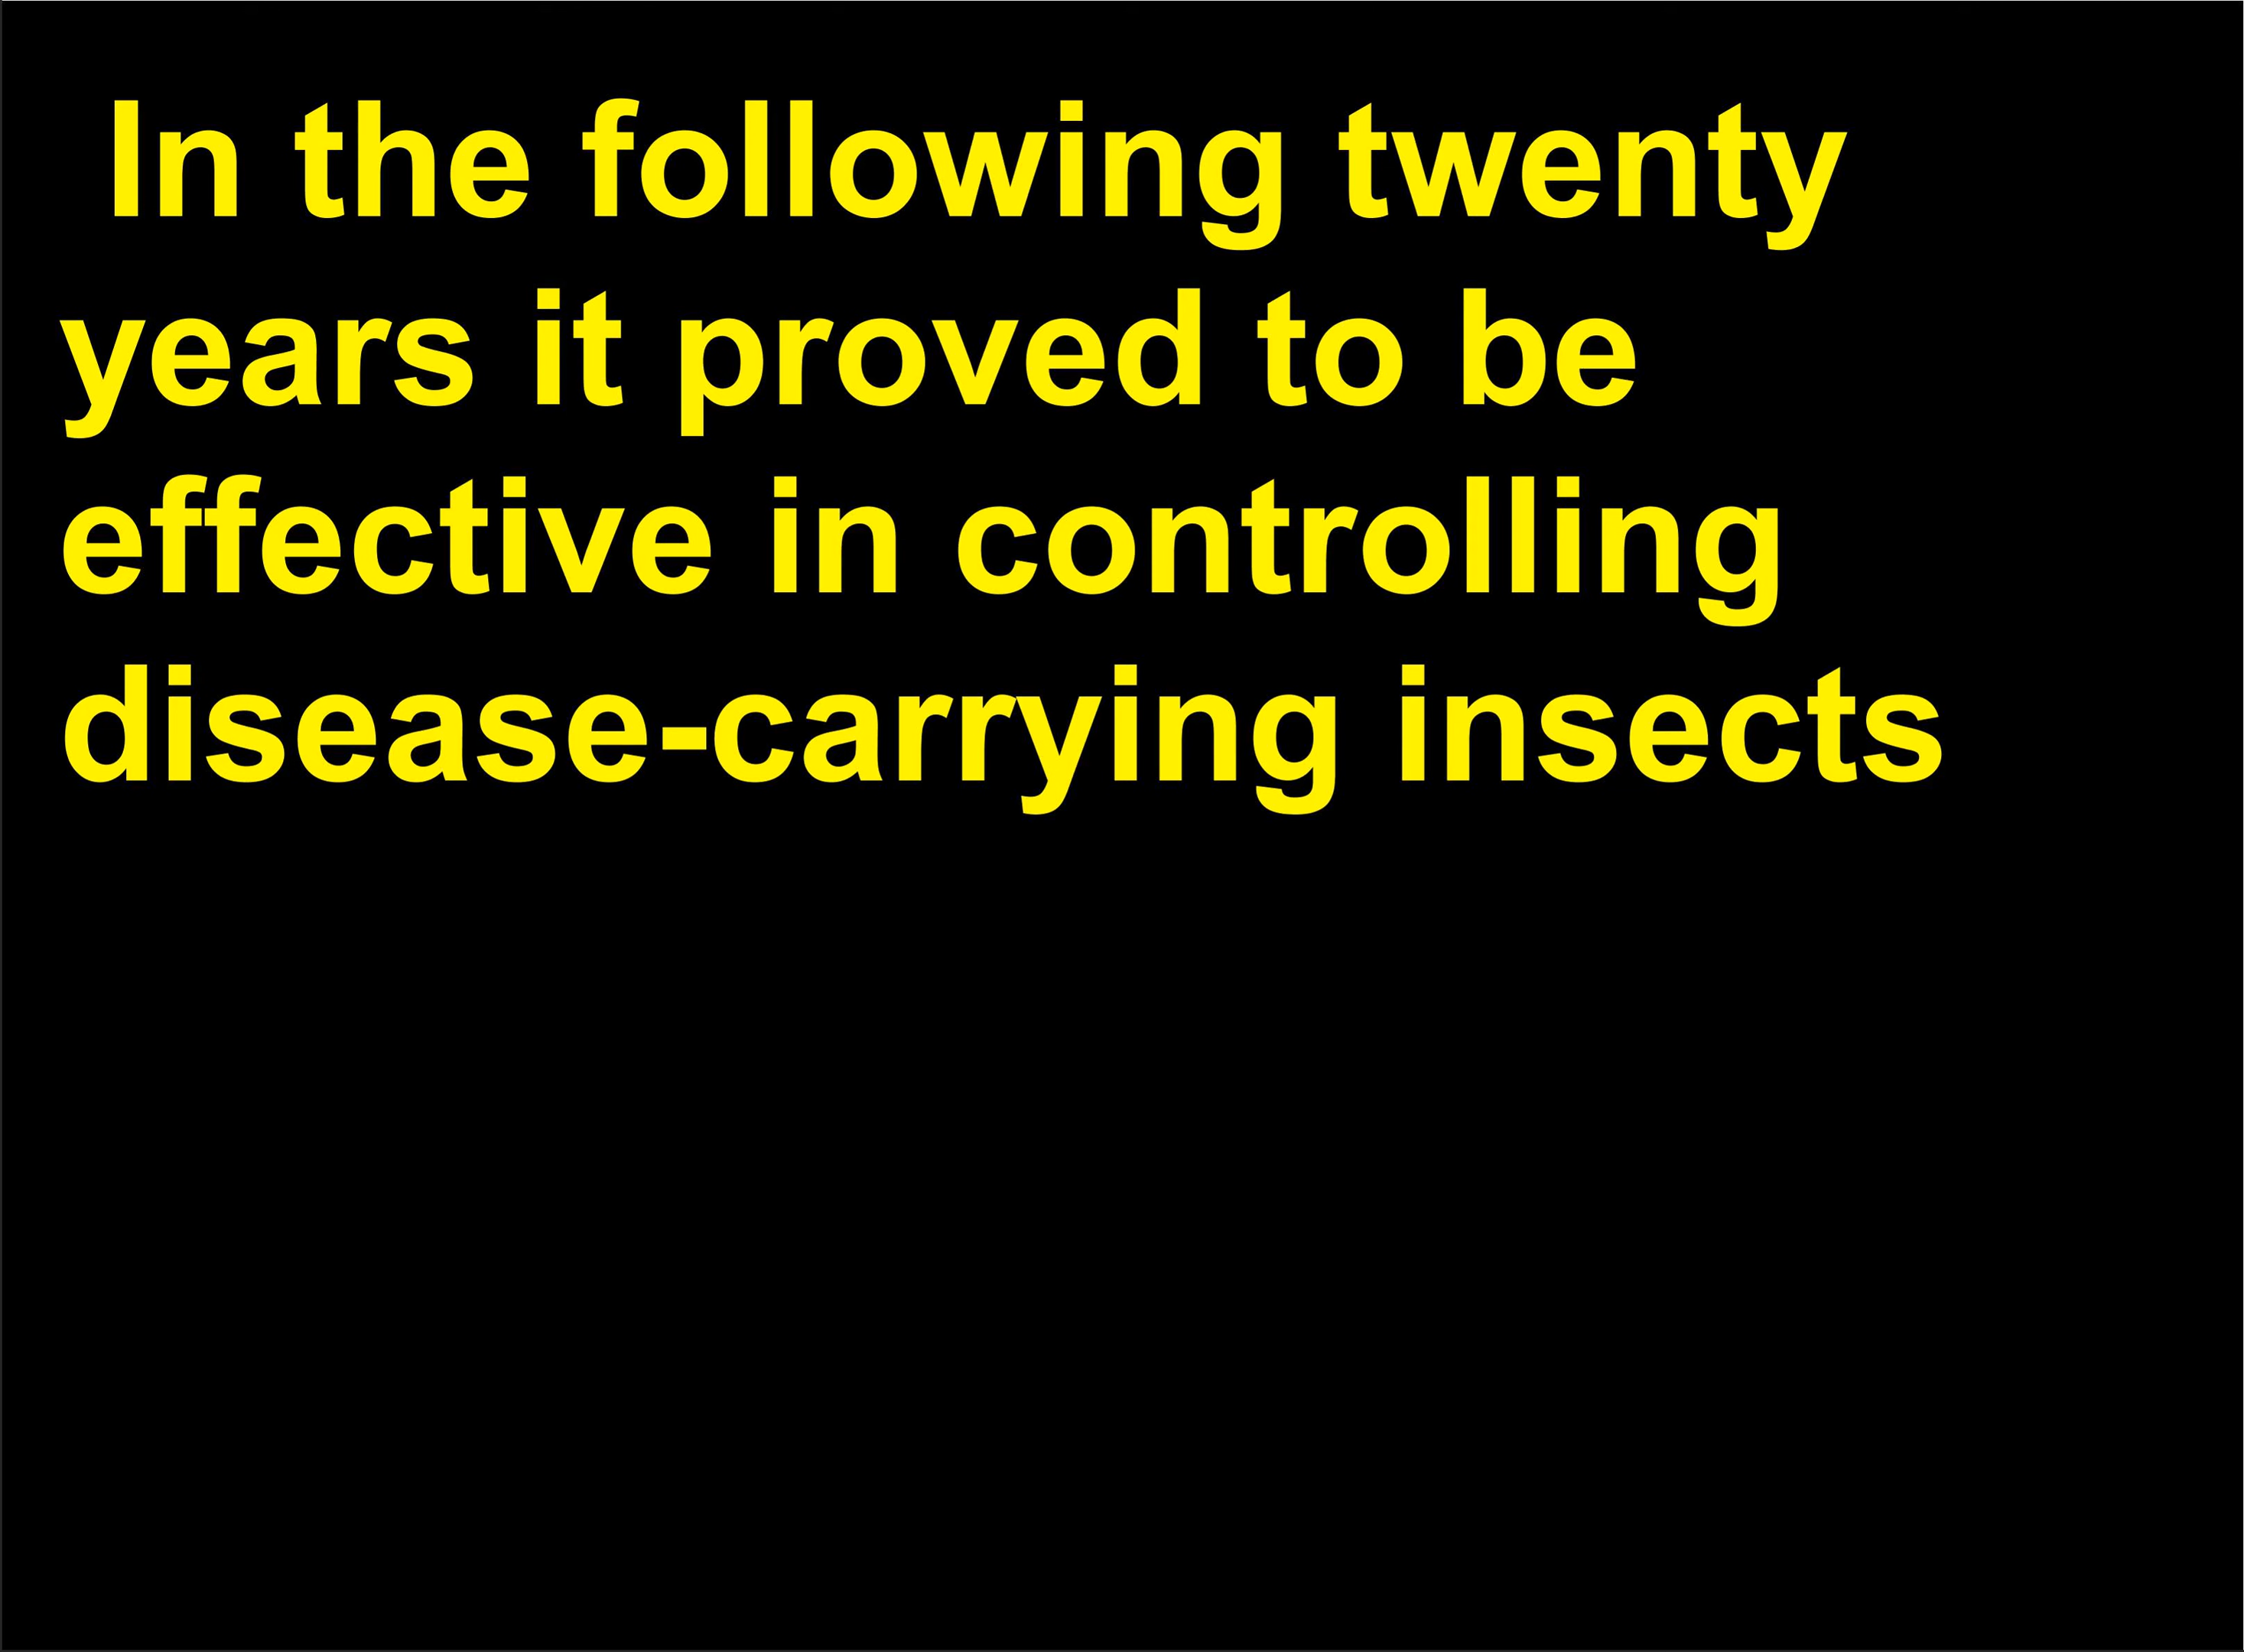 In the following twenty
years it proved to be
effective in controlling
disease-carrying insects